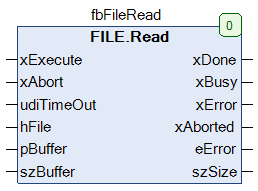 fbFileRead
0
FILE.Read
xExecute xDone
xAbort xBusy
udiTimeOut xError
hFile xAborted
pBuffer eError
szBuffer szSize